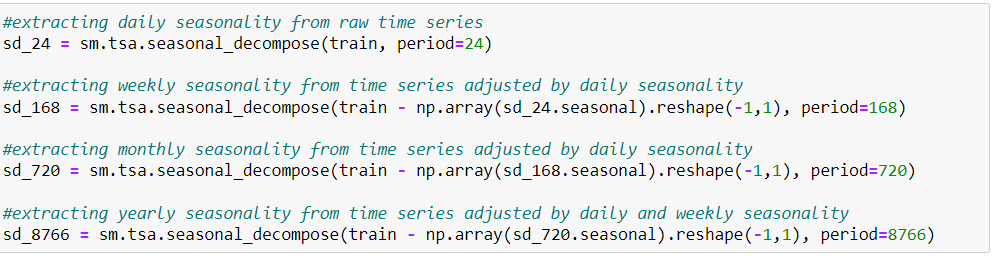 #extracting daily seasonality from raw time series
sd_24 = sm.tsa.seasonal_decompose(train, period=24)
#extracting weekly seasonality from time series adjusted by daily seasonality
sd_168 = sm.tsa.seasonal_decompose(train - np.array(sd_24.seasonal).reshape(-1,1), period=168)
#extracting monthly seasonality from time series adjusted by daily seasonality
sd_720 = sm.tsa.seasonal_decompose(train - np.array(sd_168.seasonal).reshape(-1,1), period=720)
#extracting yearly seasonality from time series adjusted by daily and weekly seasonality
sd_8766 = sm.tsa.seasonal_decompose(train - np.array(sd_720.seasonal).reshape(-1,1), period=8766)